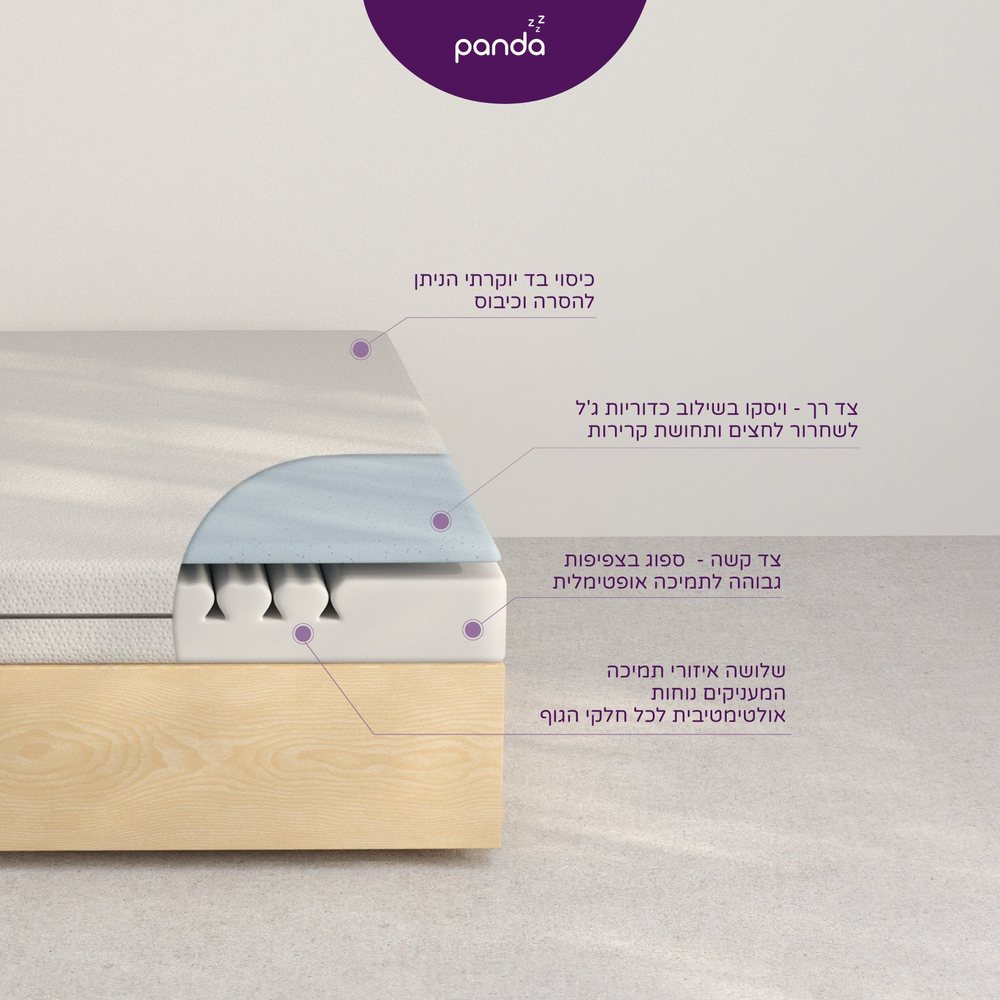 panda
z z z
כיסוי בד יוקרתי הניתן
להסרה וכיבוס
צד רך - ויסקו בשילוב כדוריות ג'ל
לשחרור לחצים ותחושת קרירות
צד קשה - ספוג בצפיפות
גבוהה לתמיכה אופטימלית
שלושה איזורי תמיכה
המעניקים נוחות
אולטימטיבית לכל חלקי הגוף